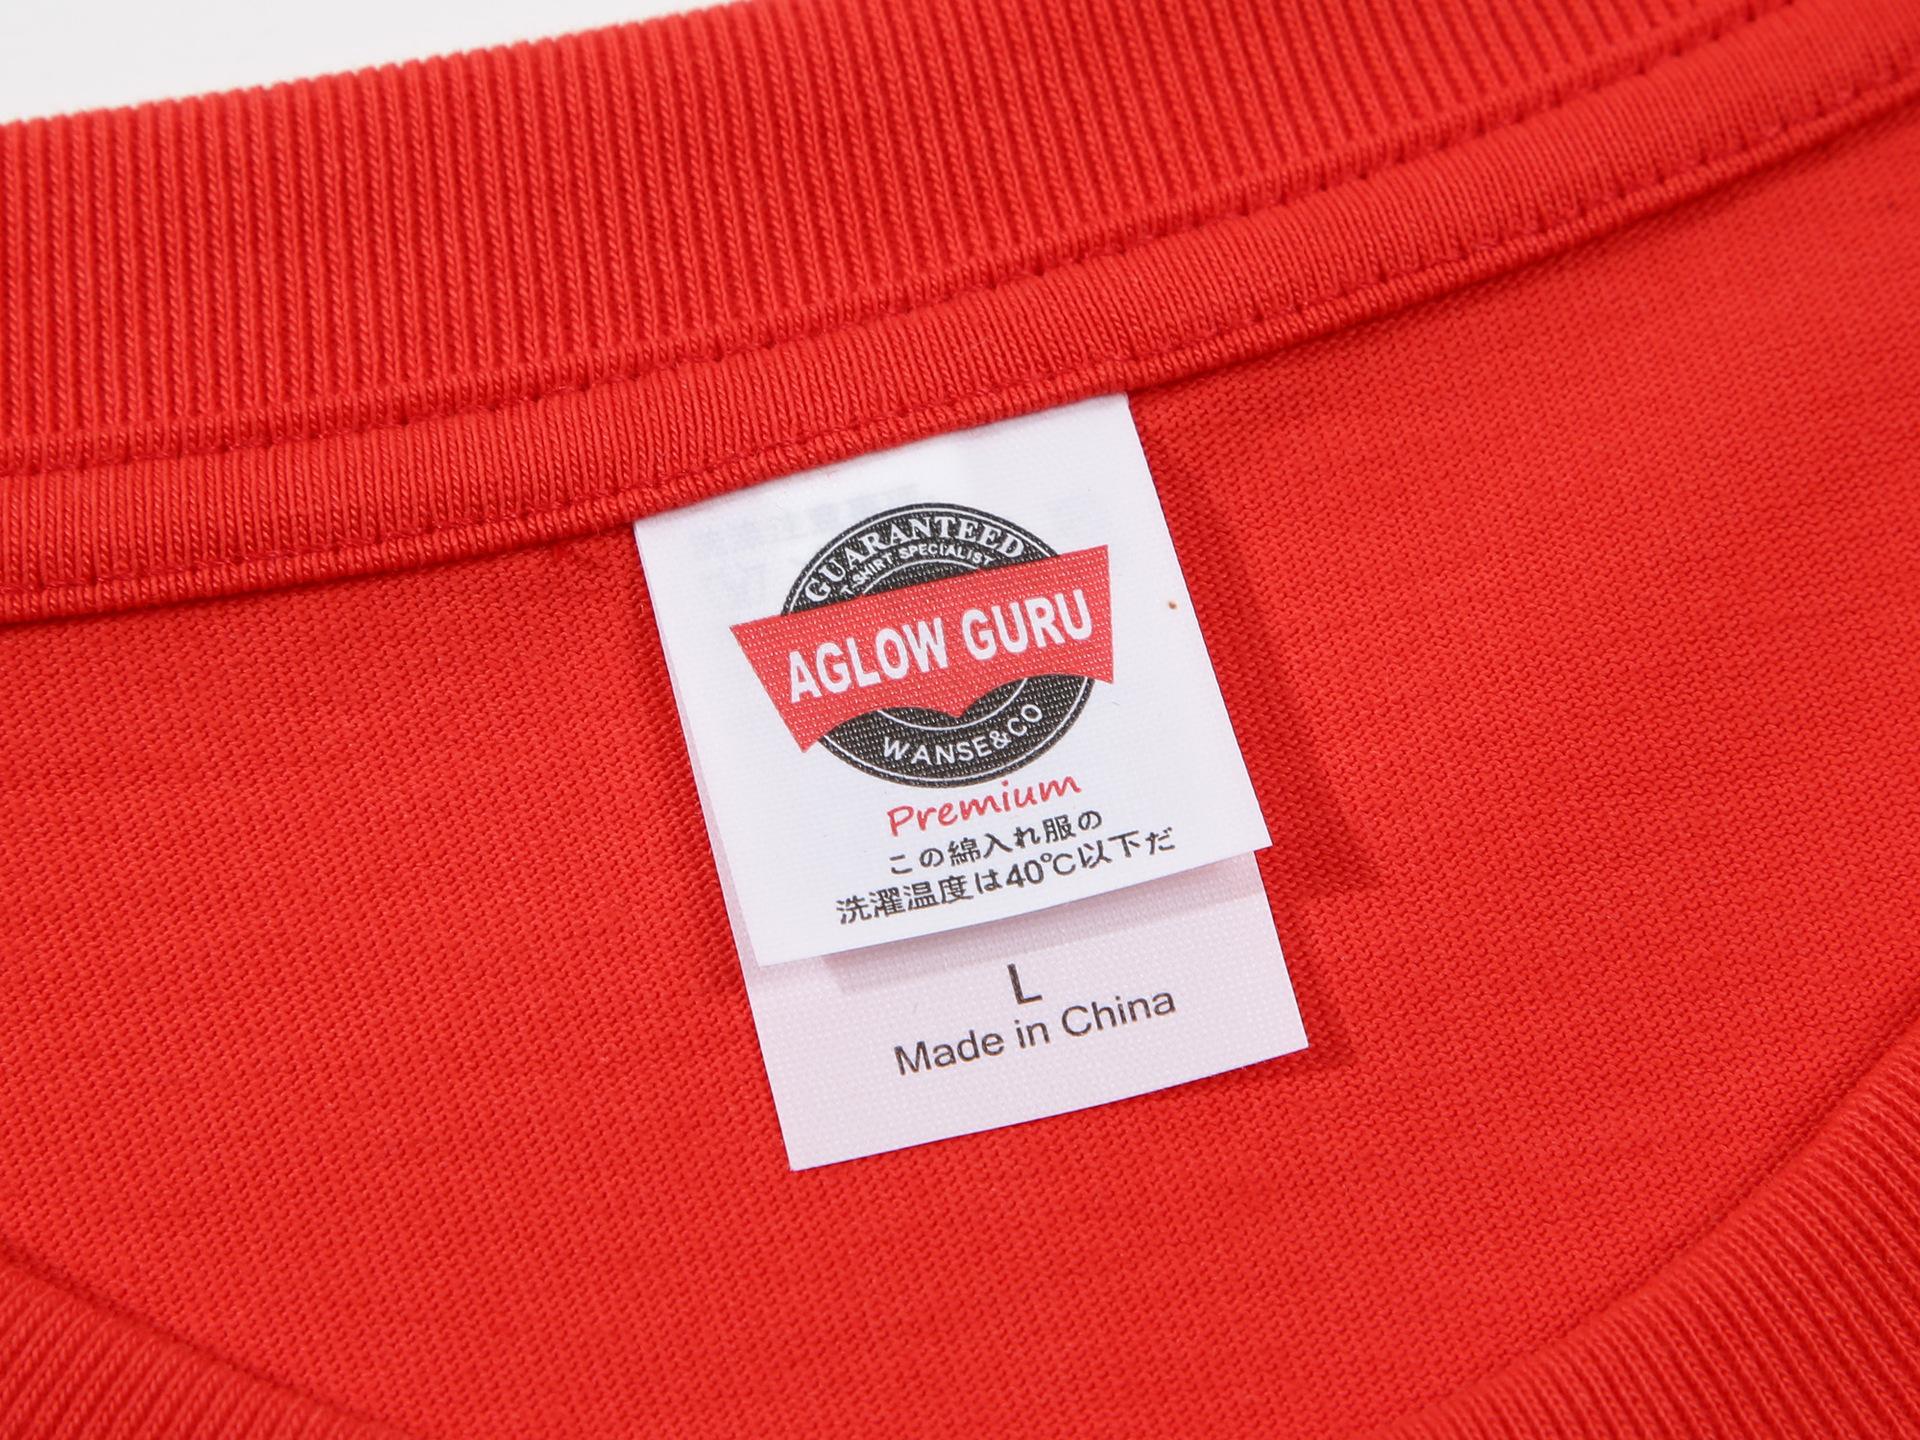 GUARANTEED
T-SHIRT SPECIALIST
AGLOW GURU
WANSE&CO
Premium
この綿入れ服の
洗濯温度は40℃以下だ
L
Made in China